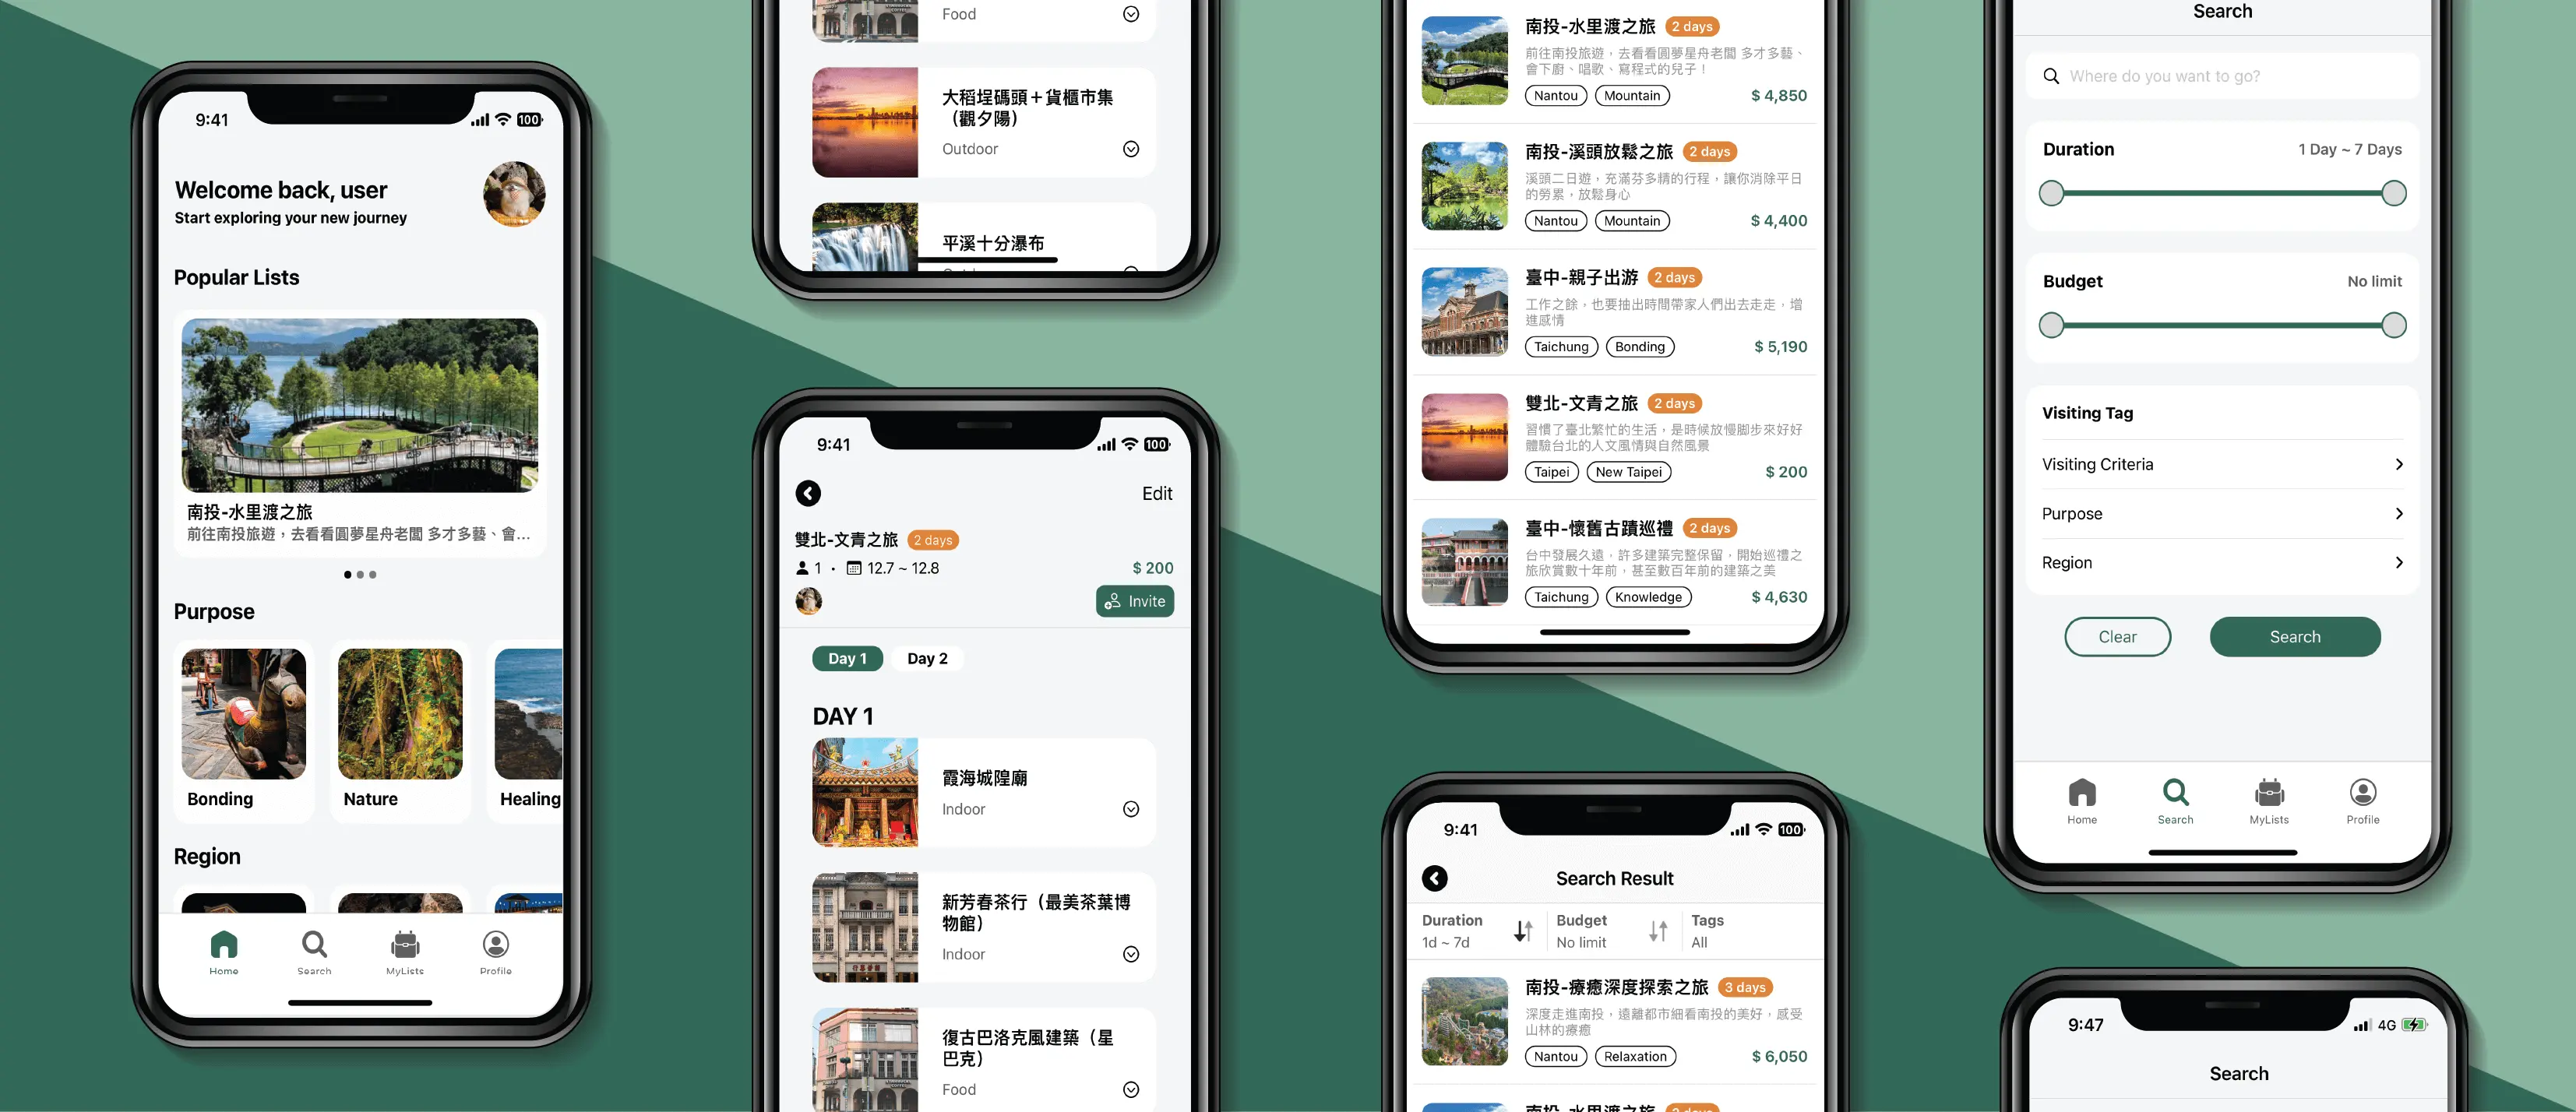 9:41
100
Welcome back, user
Start exploring your new journey
Popular Lists
南投-水里渡之旅
前往南投旅遊，去看看圓夢星舟老闆 多才多藝、會...
Purpose
Bonding
Nature
Healing
Region
Home
Search
MyLists
Profile
Food
大稻埕碼頭＋貨櫃市集
（觀夕陽）
Outdoor
平溪十分瀑布
9:41
100
Edit
雙北-文青之旅
2 days
1 · 12.7 ~ 12.8
$ 200
Invite
Day 1
Day 2
DAY 1
霞海城隍廟
Indoor
新芳春茶行（最美茶葉博
物館）
Indoor
復古巴洛克風建築（星
巴克）
Food
南投-水里渡之旅
2 days
前往南投旅遊，去看看圓夢星舟老闆 多才多藝、
會下廚、唱歌、寫程式的兒子！
Nantou
Mountain
$ 4,850
南投-溪頭放鬆之旅
2 days
溪頭二日遊，充滿芬多精的行程，讓你消除平日
的勞累，放鬆身心
Nantou
Mountain
$ 4,400
臺中-親子出游
2 days
工作之餘，也要抽出時間帶家人們出去走走，增
進感情
Taichung
Bonding
$ 5,190
雙北-文青之旅
2 days
習慣了臺北繁忙的生活，是時候放慢脚步來好好
體驗台北的人文風情與自然風景
Taipei
New Taipei
$ 200
臺中-懷舊古蹟巡禮
2 days
台中發展久遠，許多建築完整保留，開始巡禮之
旅欣賞數十年前，甚至數百年前的建築之美
Taichung
Knowledge
$ 4,630
9:41
100
Search Result
Duration
1d ~ 7d
Budget
No limit
Tags
All
南投-療癒深度探索之旅
3 days
深度走進南投，遠離都市細看南投的美好，感受
山林的療癒
Nantou
Relaxation
$ 6,050
南投-水里渡之旅
2 days
Search
Where do you want to go?
Duration
1 Day ~ 7 Days
Budget
No limit
Visiting Tag
Visiting Criteria
Purpose
Region
Clear
Search
Home
Search
MyLists
Profile
9:47
4G
Search